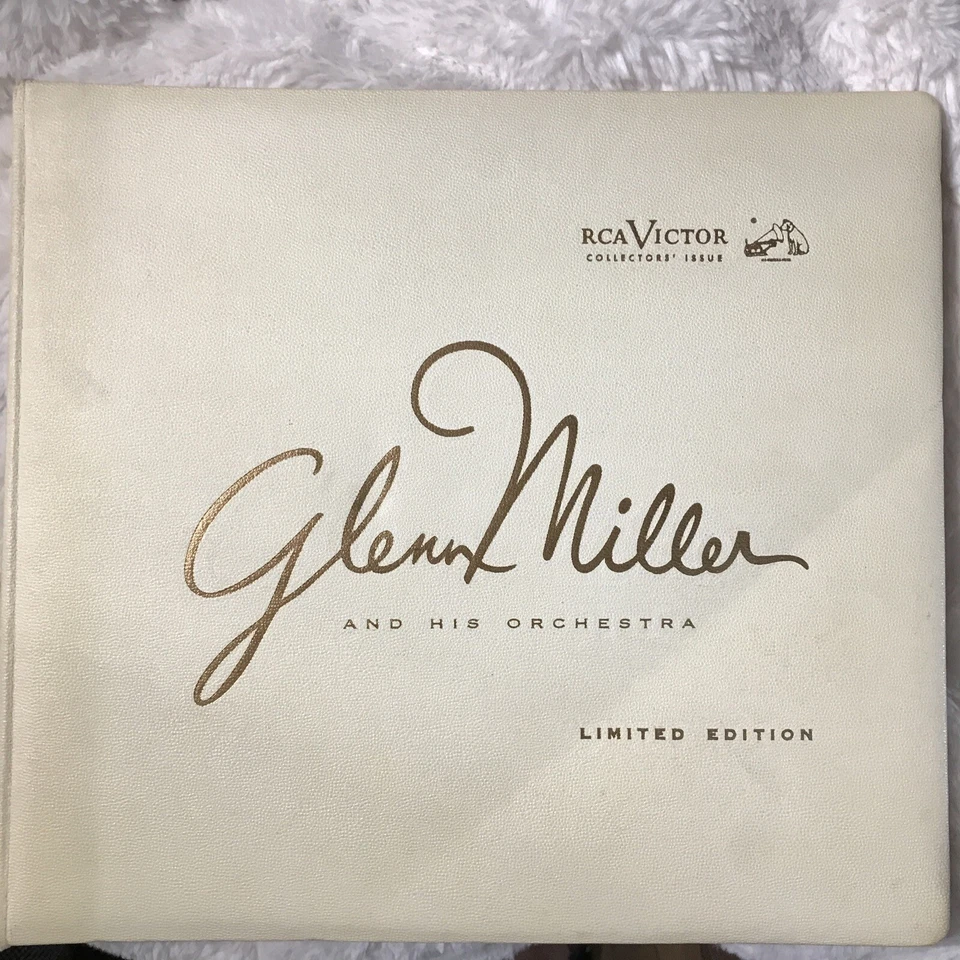 RCA VICTOR
COLLECTORS' ISSUE
Glenn Miller
AND HIS ORCHESTRA
LIMITED EDITION